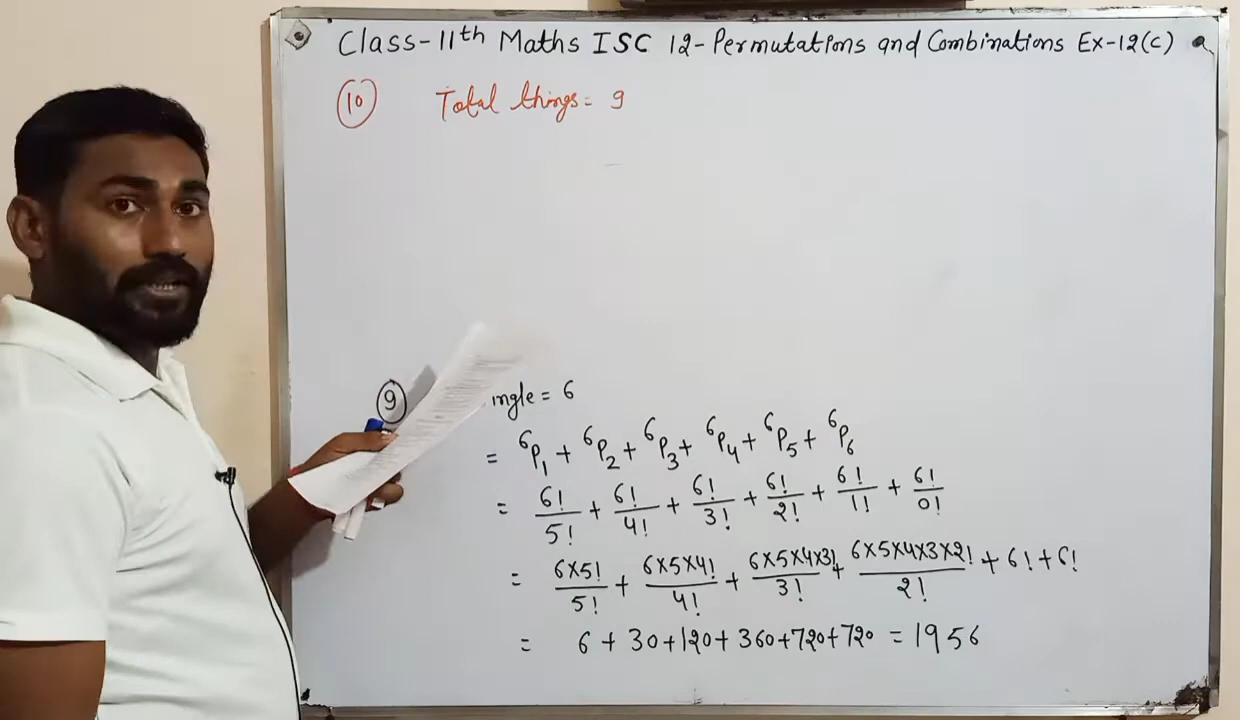 Class-11th Maths ISC 12-Permutations and Combinations Ex-12(C)
(10) Total things = 9
(9) ingle = 6
= ⁶P₁ + ⁶P₂ + ⁶P₃ + ⁶P₄ + ⁶P₅ + ⁶P₆
= 6!/5! + 6!/4! + 6!/3! + 6!/2! + 6!/1! + 6!/0!
= 6×5!/5! + 6×5×4!/4! + 6×5×4×3!/3! + 6×5×4×3×2!/2! + 6! + 6!
= 6 + 30 + 120 + 360 + 720 + 720 = 1956